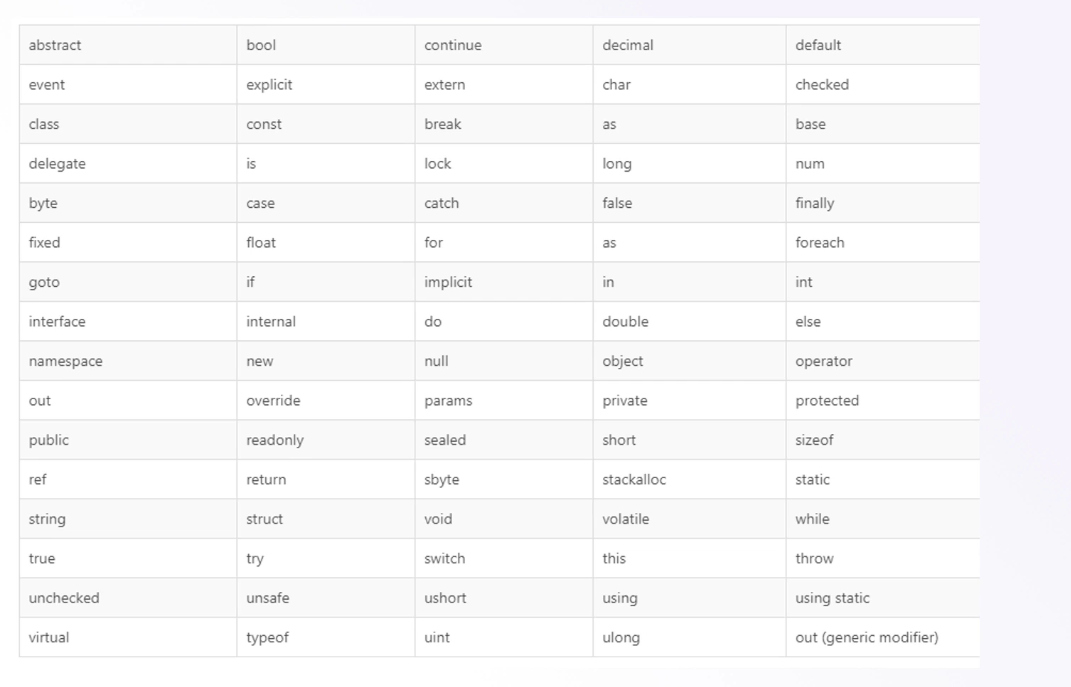 abstract bool continue decimal default
event explicit extern char checked
class const break as base
delegate is lock long num
byte case catch false finally
fixed float for as foreach
goto if implicit in int
interface internal do double else
namespace new null object operator
out override params private protected
public readonly sealed short sizeof
ref return sbyte stackalloc static
string struct void volatile while
true try switch this throw
unchecked unsafe ushort using using static
virtual typeof uint ulong out (generic modifier)